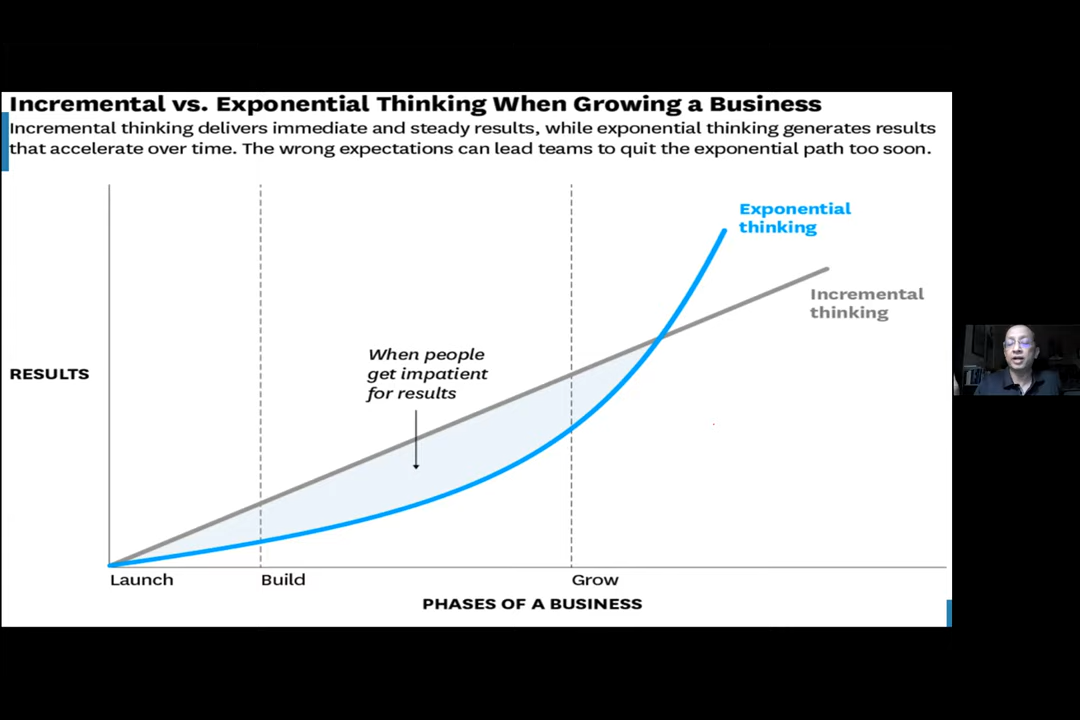 Incremental vs. Exponential Thinking When Growing a Business
Incremental thinking delivers immediate and steady results, while exponential thinking generates results
that accelerate over time. The wrong expectations can lead teams to quit the exponential path too soon.
Exponential
thinking
Incremental
thinking
When people
get impatient
for results
RESULTS
Launch
Build
Grow
PHASES OF A BUSINESS